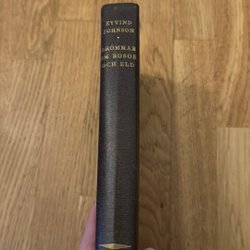 EYVIND
JOHNSON
DRÖMMAR
OM ROSOR
OCH ELD